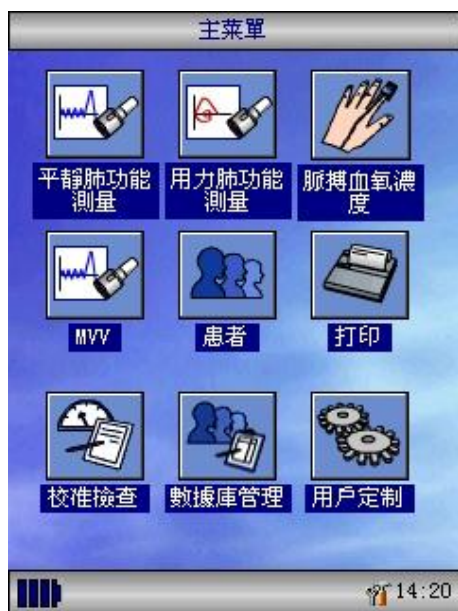 主菜單
平靜肺功能
測量
用力肺功能
測量
脈搏血氧濃
度
MVV
患者
打印
校准檢查
數據庫管理
用戶定制
14:20